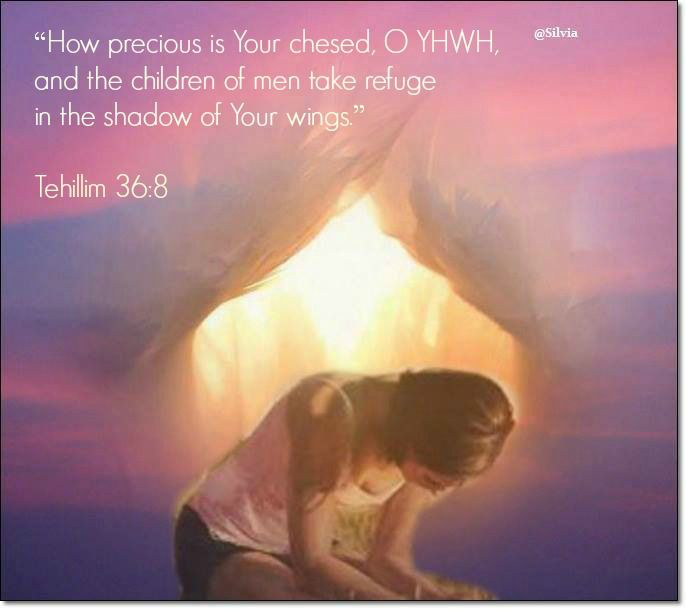 “How precious is Your chesed, O YHWH,
@Silvia
and the children of men take refuge
in the shadow of Your wings.”
Tehillim 36:8